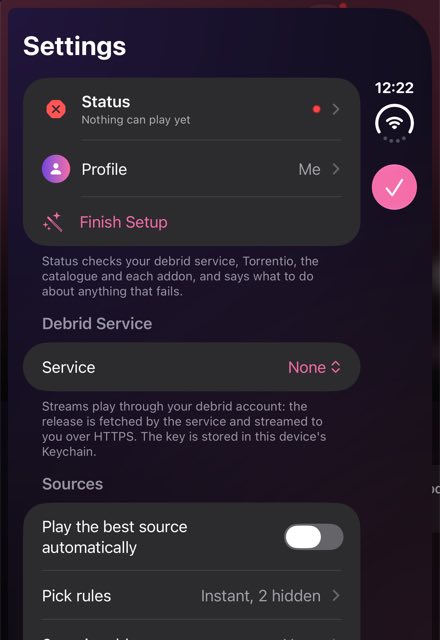 Settings
12:22
Status
Nothing can play yet
Profile
Me
Finish Setup
Status checks your debrid service, Torrentio, the
catalogue and each addon, and says what to do
about anything that fails.
Debrid Service
Service
None
Streams play through your debrid account: the
release is fetched by the service and streamed to
you over HTTPS. The key is stored in this device's
Keychain.
Sources
Play the best source
automatically
Pick rules
Instant, 2 hidden